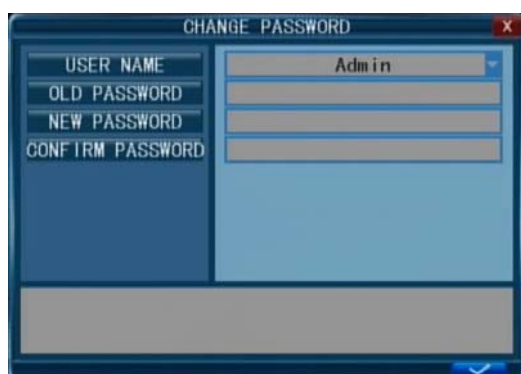 CHANGE PASSWORD X
USER NAME Admin
OLD PASSWORD
NEW PASSWORD
CONFIRM PASSWORD